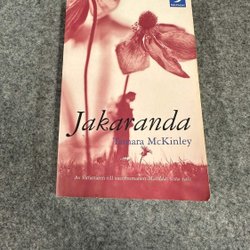 Jakaranda
Tamara McKinley
Av författaren till succéromanen Matildas sista vals